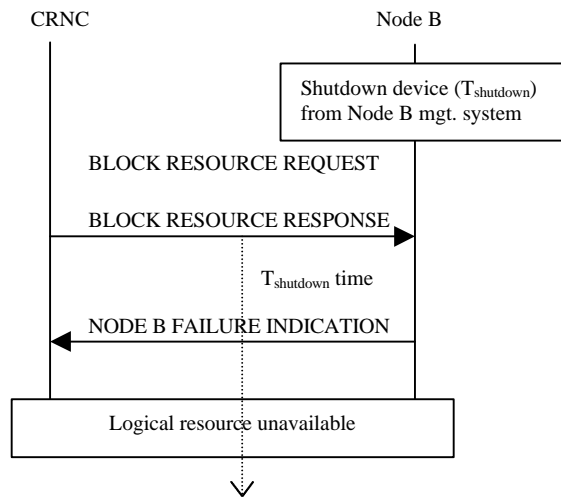 CRNC
Node B
Shutdown device (Tshutdown)
from Node B mgt. system
BLOCK RESOURCE REQUEST
BLOCK RESOURCE RESPONSE
Tshutdown time
NODE B FAILURE INDICATION
Logical resource unavailable